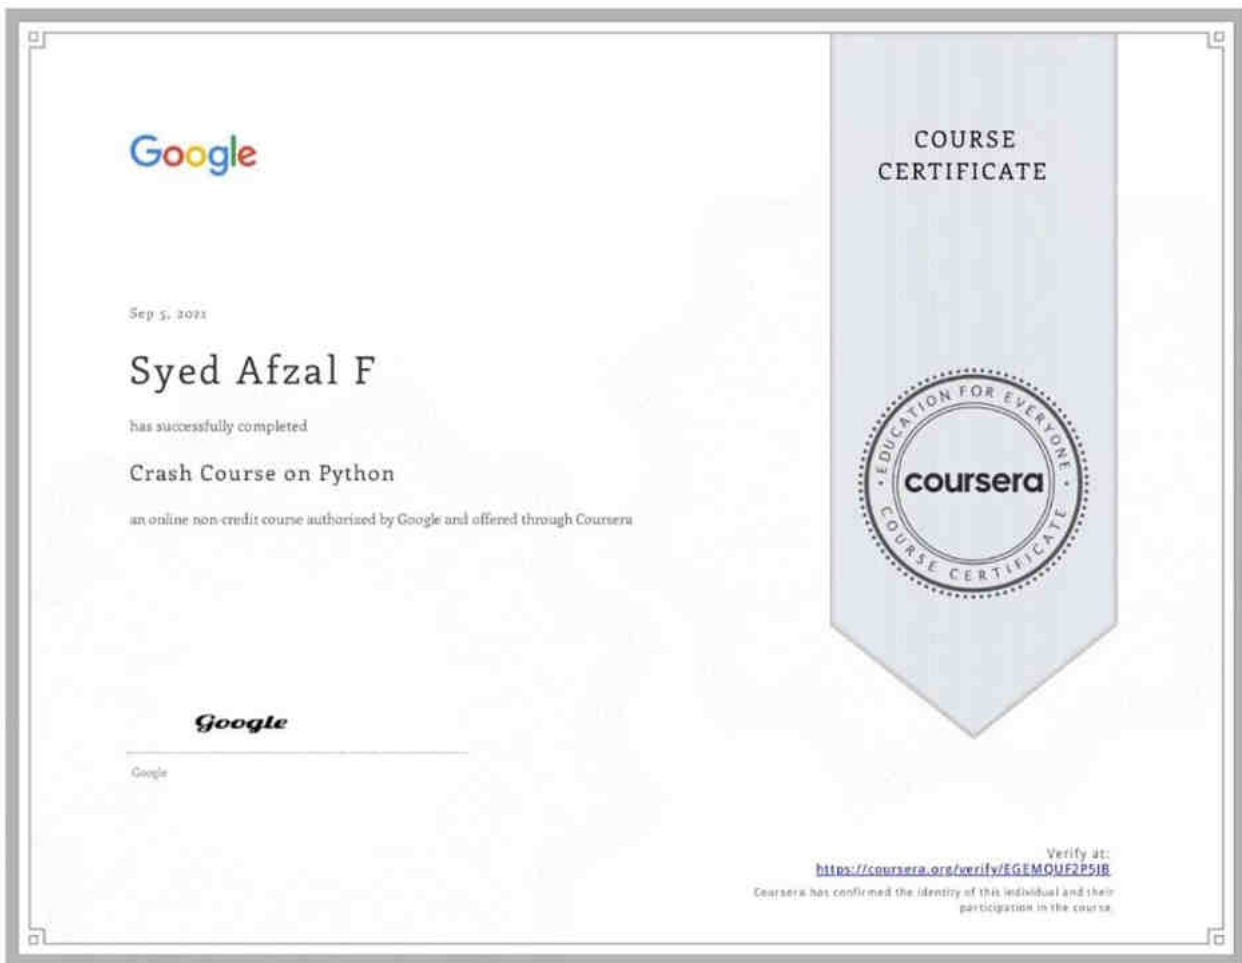 Google
COURSE
CERTIFICATE
Sep 5, 2021
Syed Afzal F
has successfully completed
Crash Course on Python
an online non-credit course authorized by Google and offered through Coursera
EDUCATION FOR EVERYONE
coursera
COURSE CERTIFICATE
Google
Google
Verify at:
https://coursera.org/verify/EGEMQUF2P5JB
Coursera has confirmed the identity of this individual and their
participation in the course.